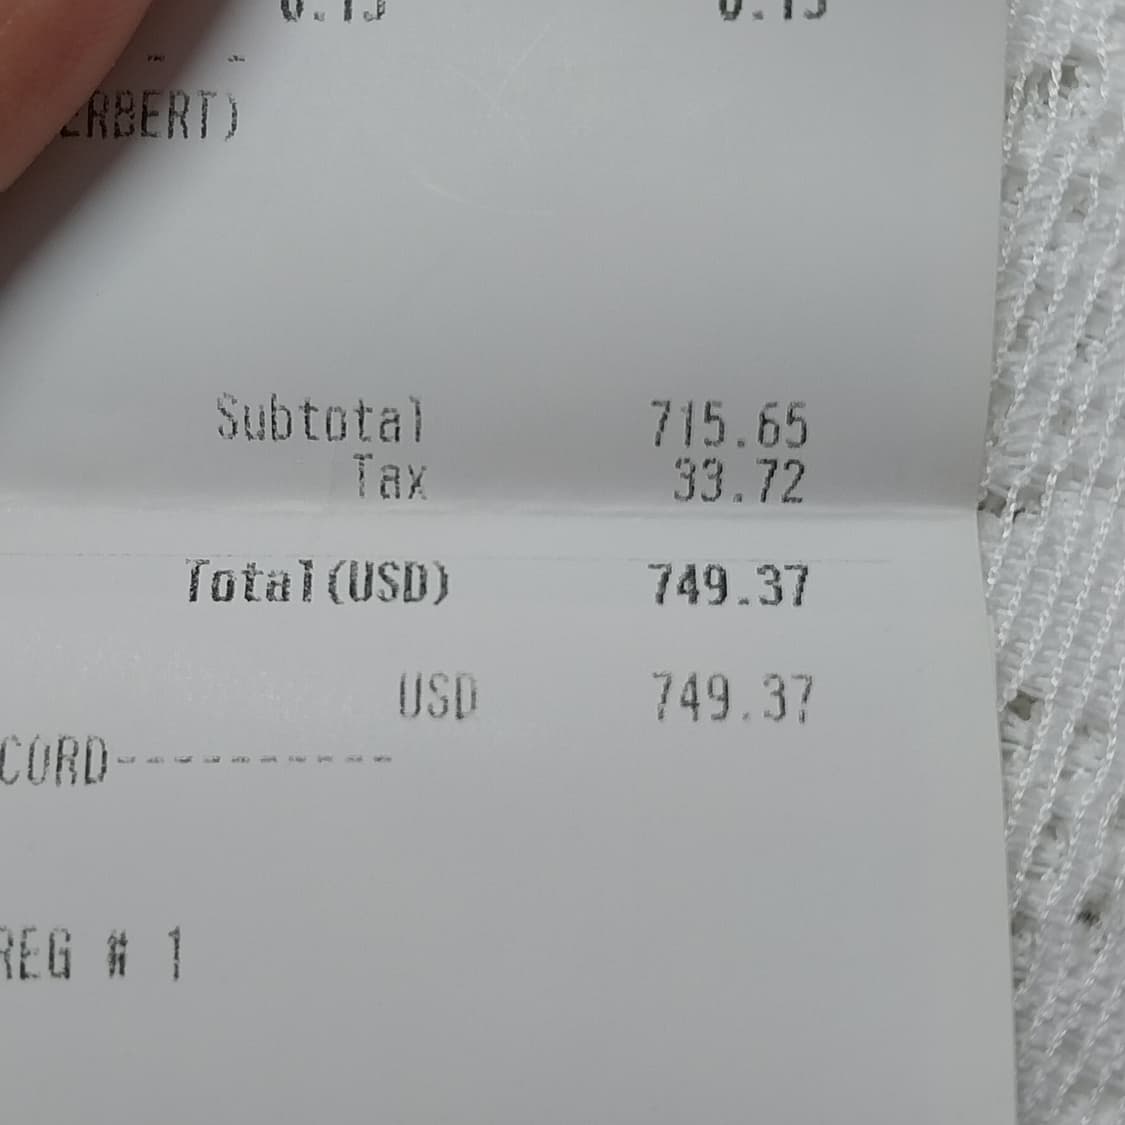 ERBERT)
Subtotal 715.65
Tax 33.72
Total(USD) 749.37
USD 749.37
CORD----------
REG # 1